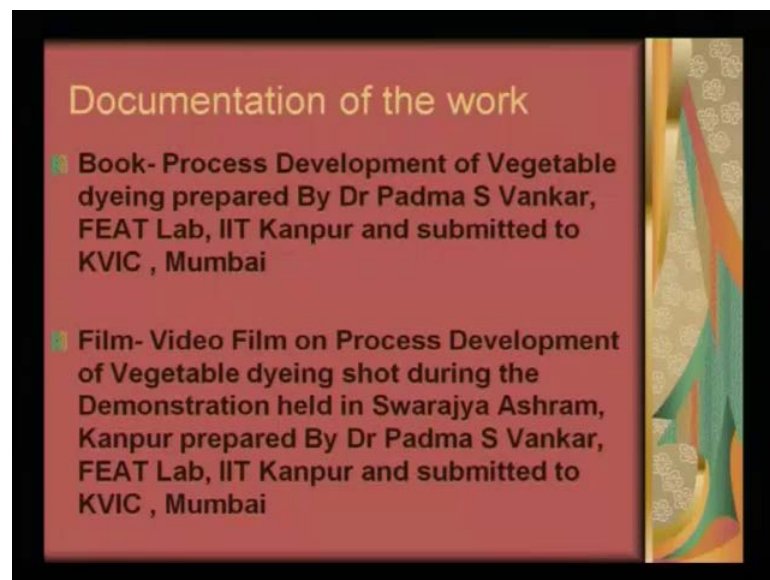 Documentation of the work
Book- Process Development of Vegetable
dyeing prepared By Dr Padma S Vankar,
FEAT Lab, IIT Kanpur and submitted to
KVIC , Mumbai
Film- Video Film on Process Development
of Vegetable dyeing shot during the
Demonstration held in Swarajya Ashram,
Kanpur prepared By Dr Padma S Vankar,
FEAT Lab, IIT Kanpur and submitted to
KVIC , Mumbai